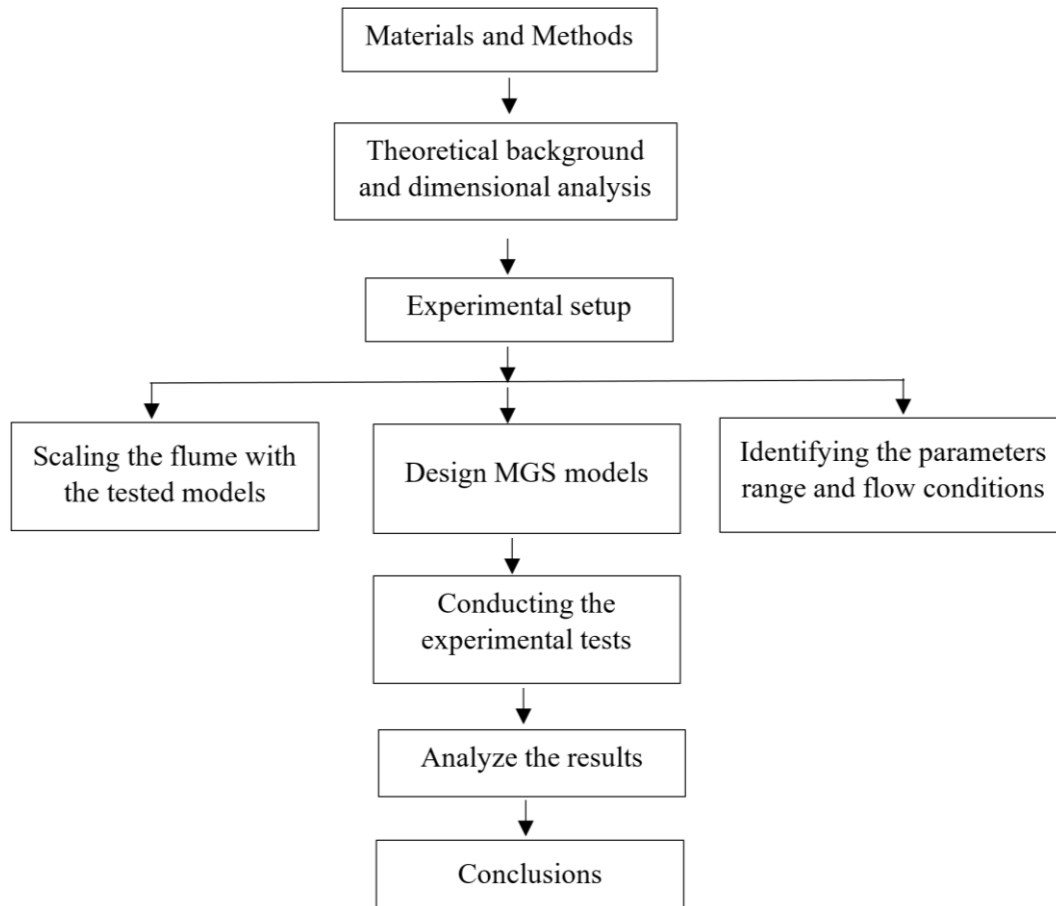 Materials and Methods
Theoretical background
and dimensional analysis
Experimental setup
Scaling the flume with
the tested models
Design MGS models
Identifying the parameters
range and flow conditions
Conducting the
experimental tests
Analyze the results
Conclusions